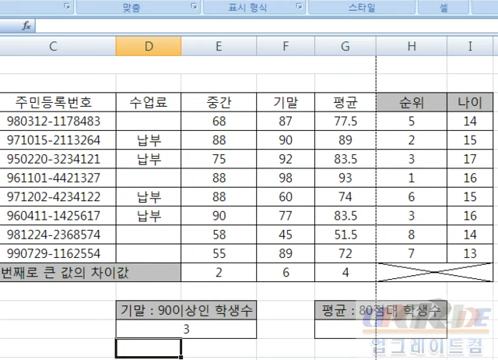 맞춤 표시 형식 스타일 셀
fx
C D E F G H I
주민등록번호 수업료 중간 기말 평균 순위 나이
980312-1178483 68 87 77.5 5 14
971015-2113264 납부 88 90 89 2 15
950220-3234121 납부 75 92 83.5 3 17
961101-4421327 88 98 93 1 16
971202-4234122 납부 88 60 74 6 15
960411-1425617 납부 90 77 83.5 3 16
981224-2368574 58 45 51.5 8 14
990729-1162554 55 89 72 7 13
번째로 큰 값의 차이값 2 6 4
기말 : 90이상인 학생수 평균 : 80점대 학생수
3
업그레이드컴